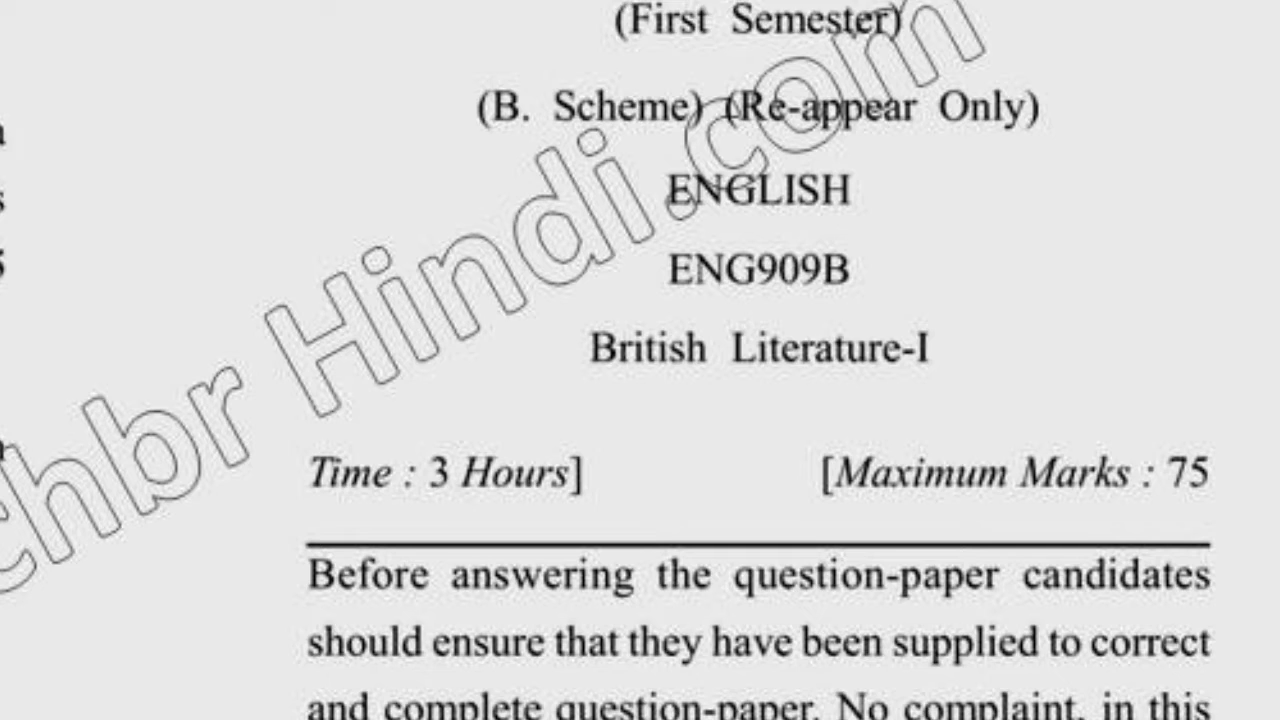 (First Semester)
(B. Scheme) (Re-appear Only)
ENGLISH
ENG909B
British Literature-I
Time : 3 Hours] [Maximum Marks : 75
Before answering the question-paper candidates
should ensure that they have been supplied to correct
and complete question-paper. No complaint, in this
hbr Hindi.com